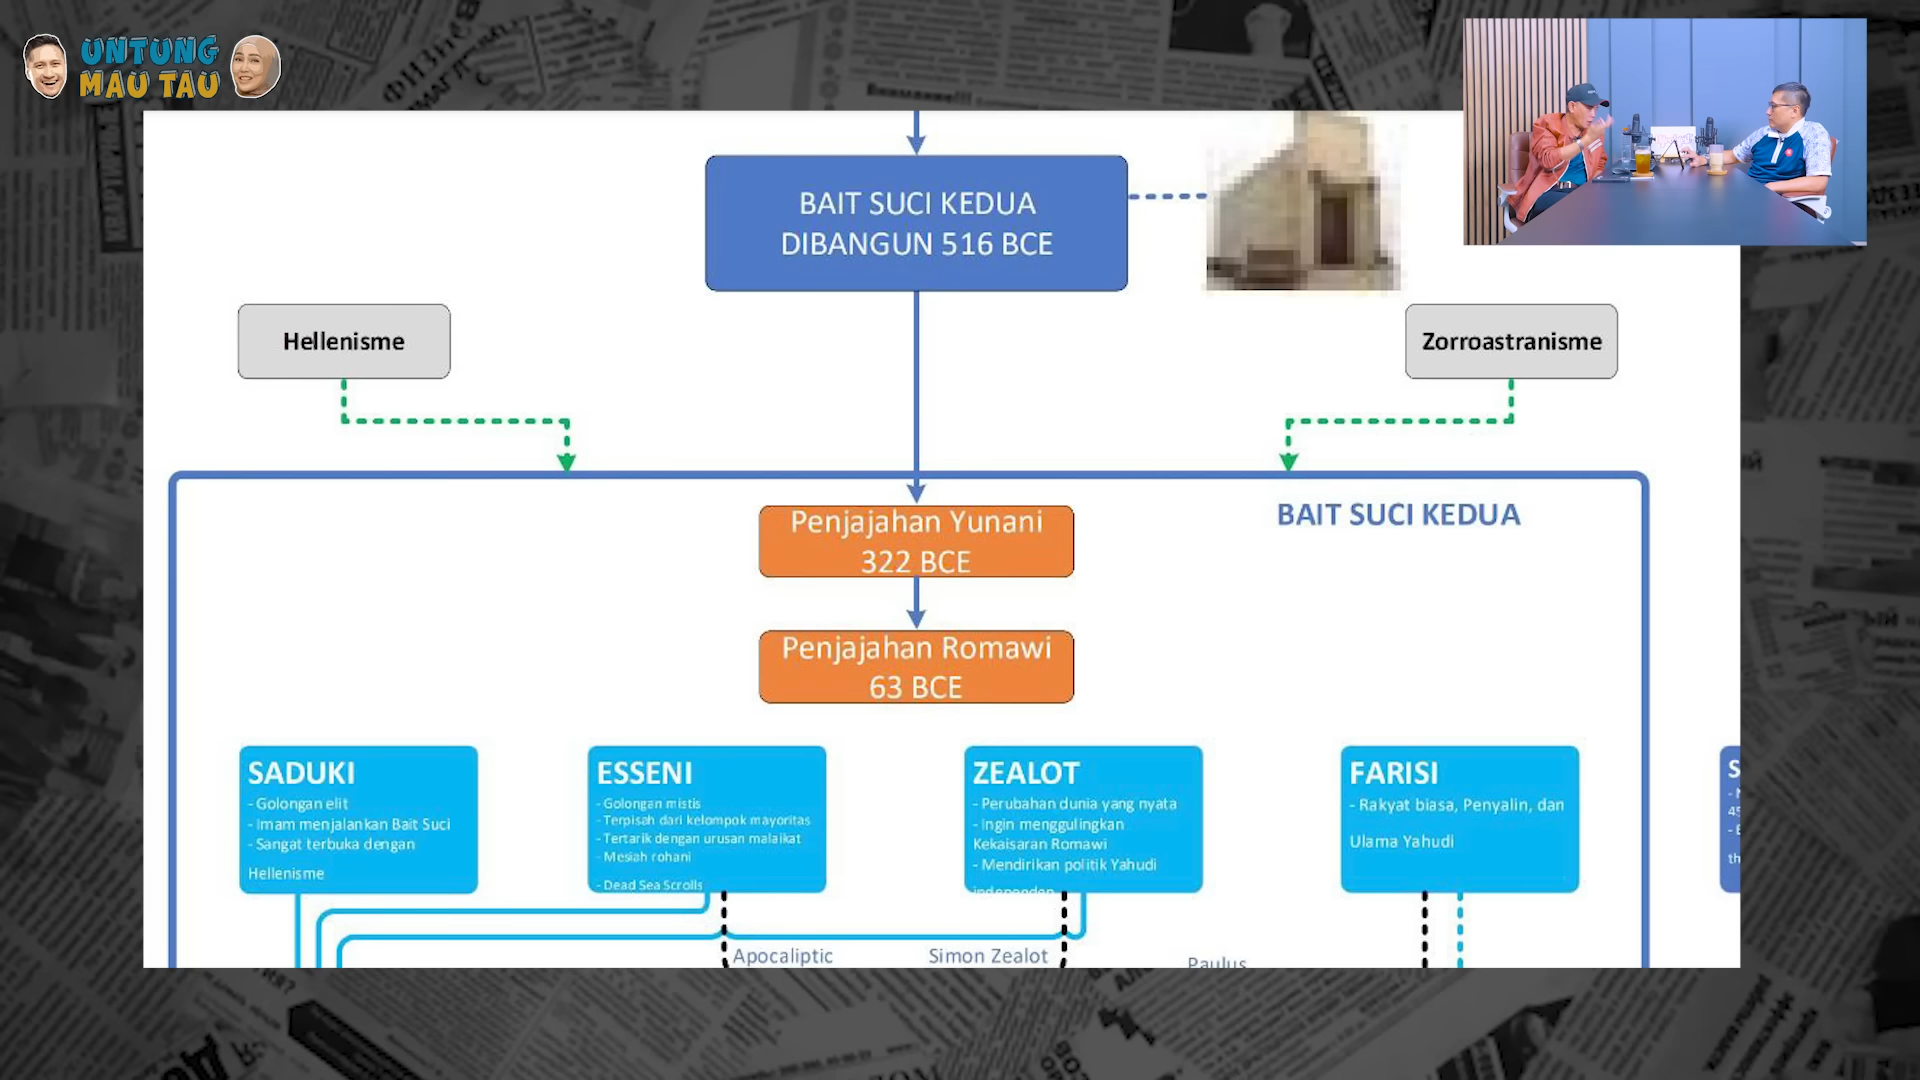 UNTUNG
MAU TAU
BAIT SUCI KEDUA
DIBANGUN 516 BCE
Hellenisme
Zorroastranisme
BAIT SUCI KEDUA
Penjajahan Yunani
322 BCE
Penjajahan Romawi
63 BCE
SADUKI
- Golongan elit
- Imam menjalankan Bait Suci
- Sangat terbuka dengan
Hellenisme
ESSENI
- Golongan mistis
- Terpisah dari kelompok mayoritas
- Tertarik dengan urusan malaikat
- Mesiah rohani
- Dead Sea Scrolls
ZEALOT
- Perubahan dunia yang nyata
- Ingin menggulingkan
Kekaisaran Romawi
- Mendirikan politik Yahudi
independen
FARISI
- Rakyat biasa, Penyalin, dan
Ulama Yahudi
Apocaliptic
Simon Zealot
Paulus